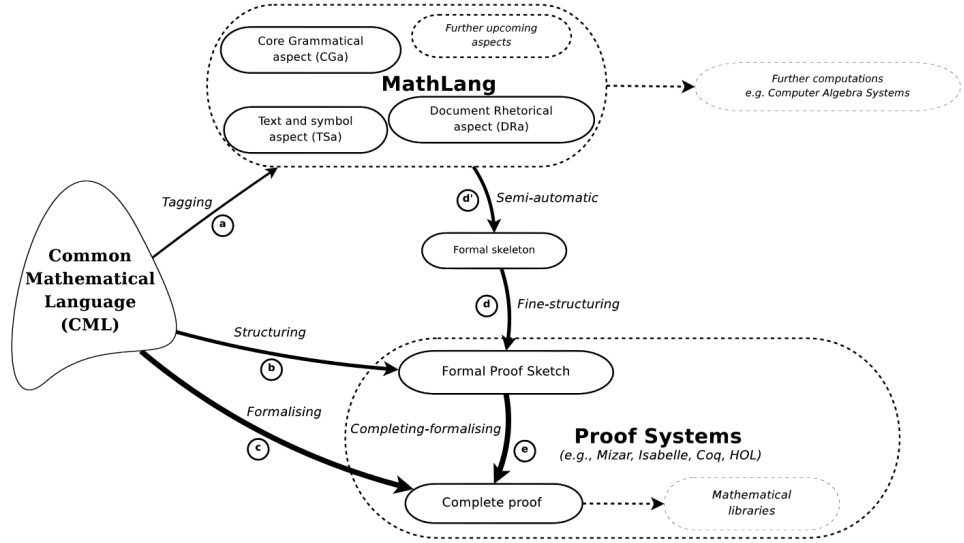 Further upcoming
aspects
Core Grammatical
aspect (CGa)
MathLang
Further computations
e.g. Computer Algebra Systems
Text and symbol
aspect (TSa)
Document Rhetorical
aspect (DRa)
Tagging
a
d'
Semi-automatic
Formal skeleton
Common
Mathematical
Language
(CML)
d
Fine-structuring
Structuring
b
Formal Proof Sketch
Formalising
c
Completing-formalising
e
Proof Systems
(e.g., Mizar, Isabelle, Coq, HOL)
Complete proof
Mathematical
libraries